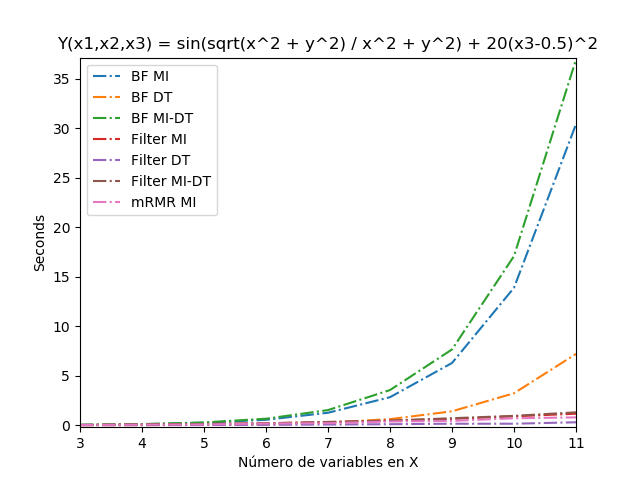 Y(x1,x2,x3) = sin(sqrt(x^2 + y^2) / x^2 + y^2) + 20(x3-0.5)^2
BF MI
BF DT
BF MI-DT
Filter MI
Filter DT
Filter MI-DT
mRMR MI
Seconds
35
30
25
20
15
10
5
0
3 4 5 6 7 8 9 10 11
Número de variables en X